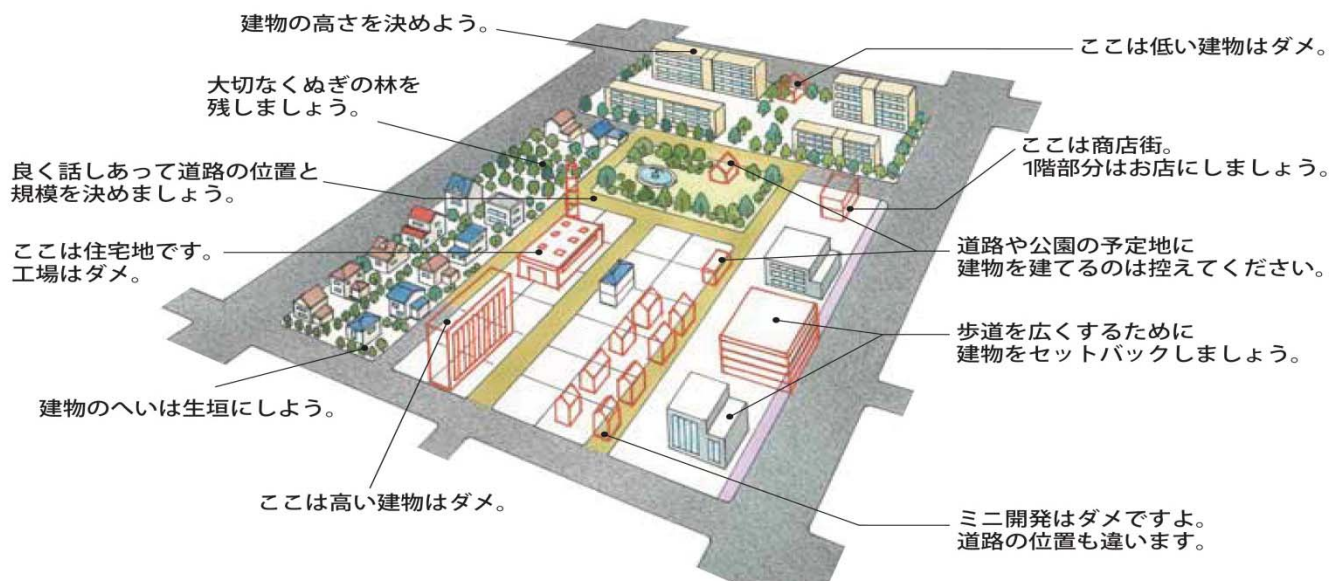 建物の高さを決めよう。
ここは低い建物はダメ。
大切なくぬぎの林を
残しましょう。
ここは商店街。
1階部分はお店にしましょう。
良く話しあって道路の位置と
規模を決めましょう。
ここは住宅地です。
工場はダメ。
道路や公園の予定地に
建物を建てるのは控えてください。
歩道を広くするために
建物をセットバックしましょう。
建物のへいは生垣にしよう。
ここは高い建物はダメ。
ミニ開発はダメですよ。
道路の位置も違います。